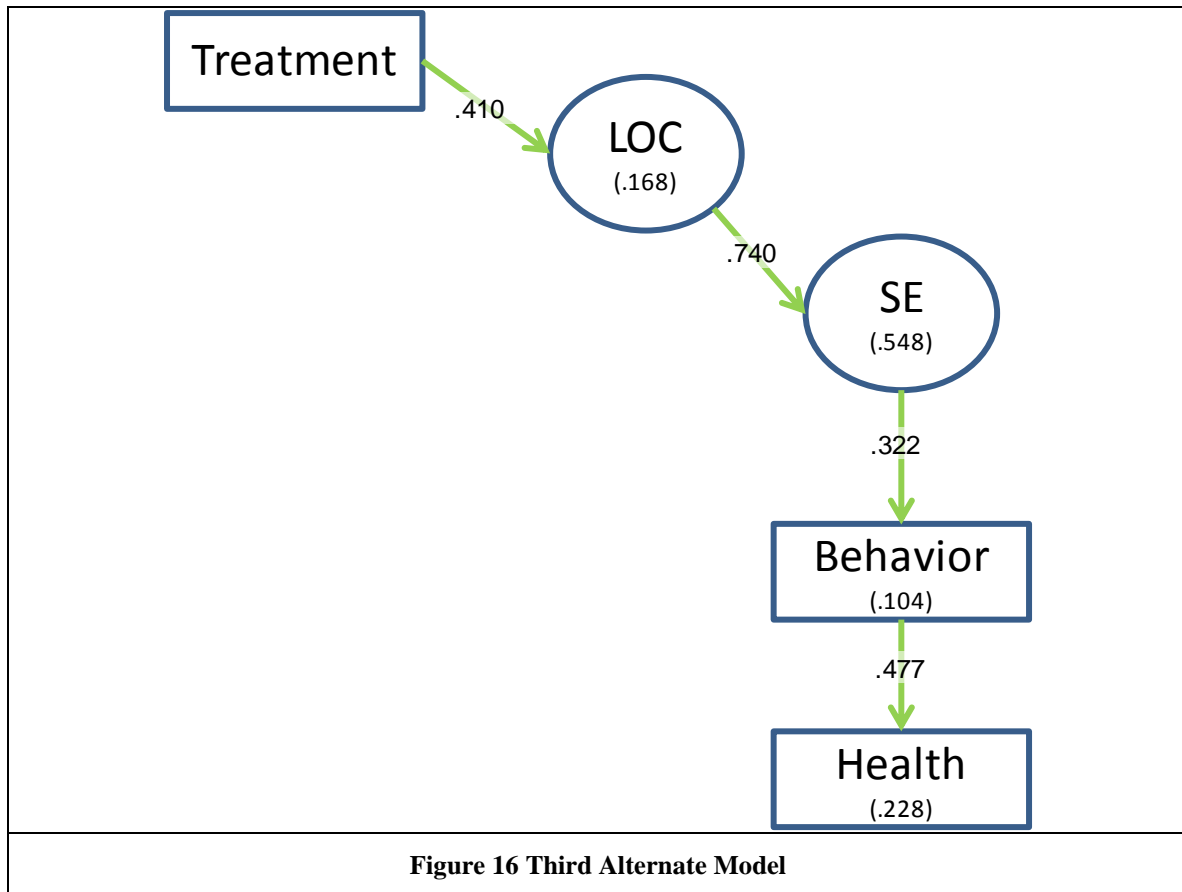 Treatment
.410
LOC
(.168)
.740
SE
(.548)
.322
Behavior
(.104)
.477
Health
(.228)
Figure 16 Third Alternate Model